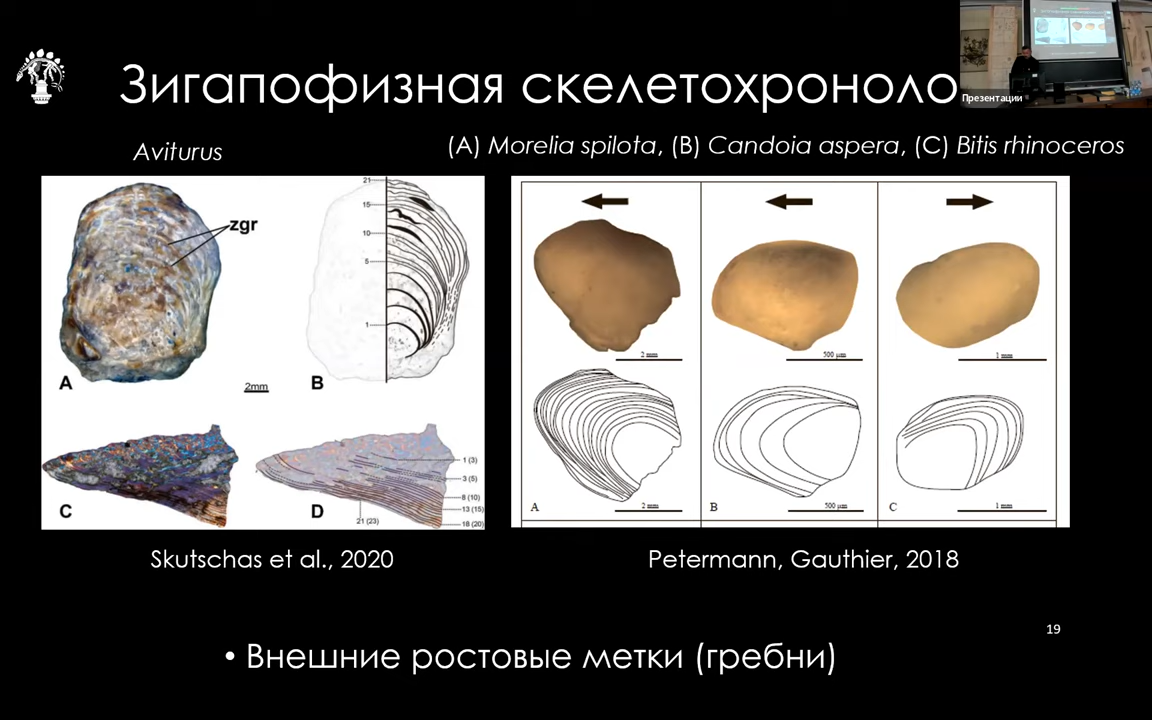 Зигапофизная скелетохроноло
Презентации
Aviturus
(A) Morelia spilota, (B) Candoia aspera, (C) Bitis rhinoceros
zgr
21
15
10
5
1
A
2mm
B
C
D
1 (3)
3 (5)
8 (10)
13 (15)
18 (20)
21 (23)
2 mm
500 µm
1 mm
A
2 mm
B
500 µm
C
1 mm
Skutschas et al., 2020
Petermann, Gauthier, 2018
19
• Внешние ростовые метки (гребни)